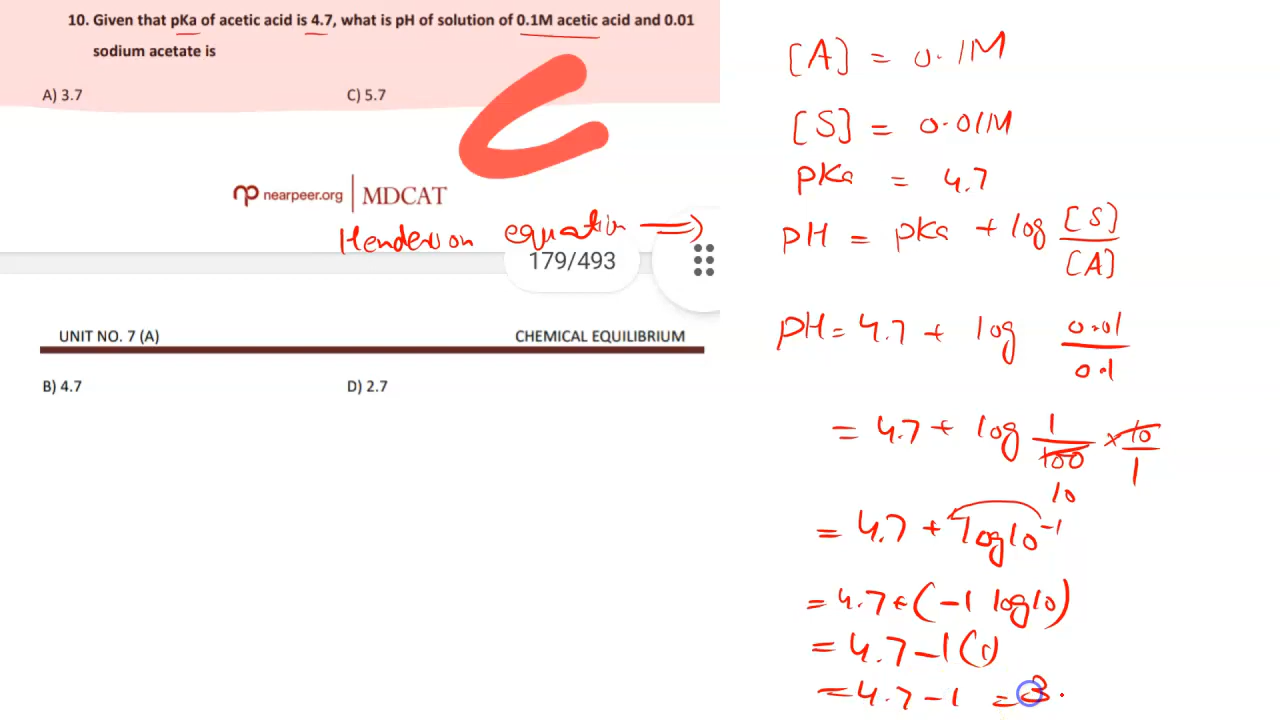 10. Given that pKa of acetic acid is 4.7, what is pH of solution of 0.1M acetic acid and 0.01
sodium acetate is
A) 3.7
C) 5.7
nearpeer.org | MDCAT
Henderson equation ⟹
179/493
UNIT NO. 7 (A)
CHEMICAL EQUILIBRIUM
B) 4.7
D) 2.7
[A] = 0.1M
[S] = 0.01M
pKa = 4.7
pH = pKa + log [S]/[A]
pH = 4.7 + log 0.01/0.1
= 4.7 + log 1/100 × 10/1
10
= 4.7 + log10⁻¹
= 4.7 + (-1 log10)
= 4.7 - 1(1)
= 4.7 - 1 = 3.